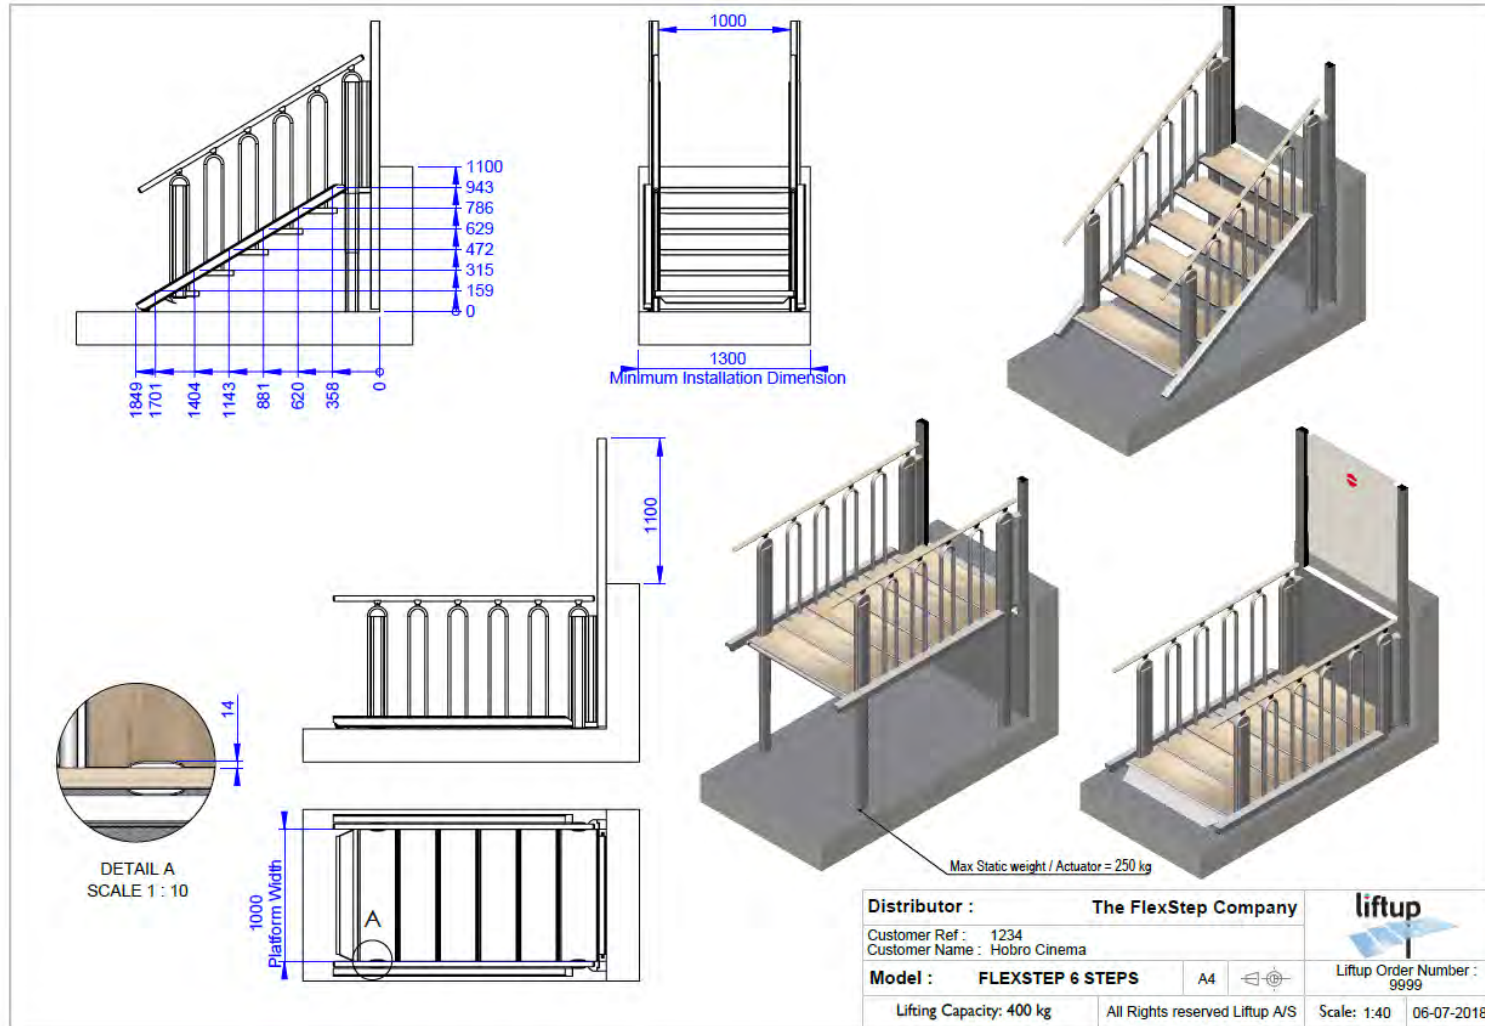 1000
1100
943
786
629
472
315
159
0
1849
1701
1404
1143
881
620
358
0
1300
Minimum Installation Dimension
1100
14
DETAIL A
SCALE 1 : 10
1000
Platform Width
A
Max Static weight / Actuator = 250 kg
Distributor : The FlexStep Company
Customer Ref : 1234
Customer Name : Hobro Cinema
Model : FLEXSTEP 6 STEPS A4
Lifting Capacity: 400 kg All Rights reserved Liftup A/S
liftup
Liftup Order Number :
9999
Scale: 1:40 06-07-2018